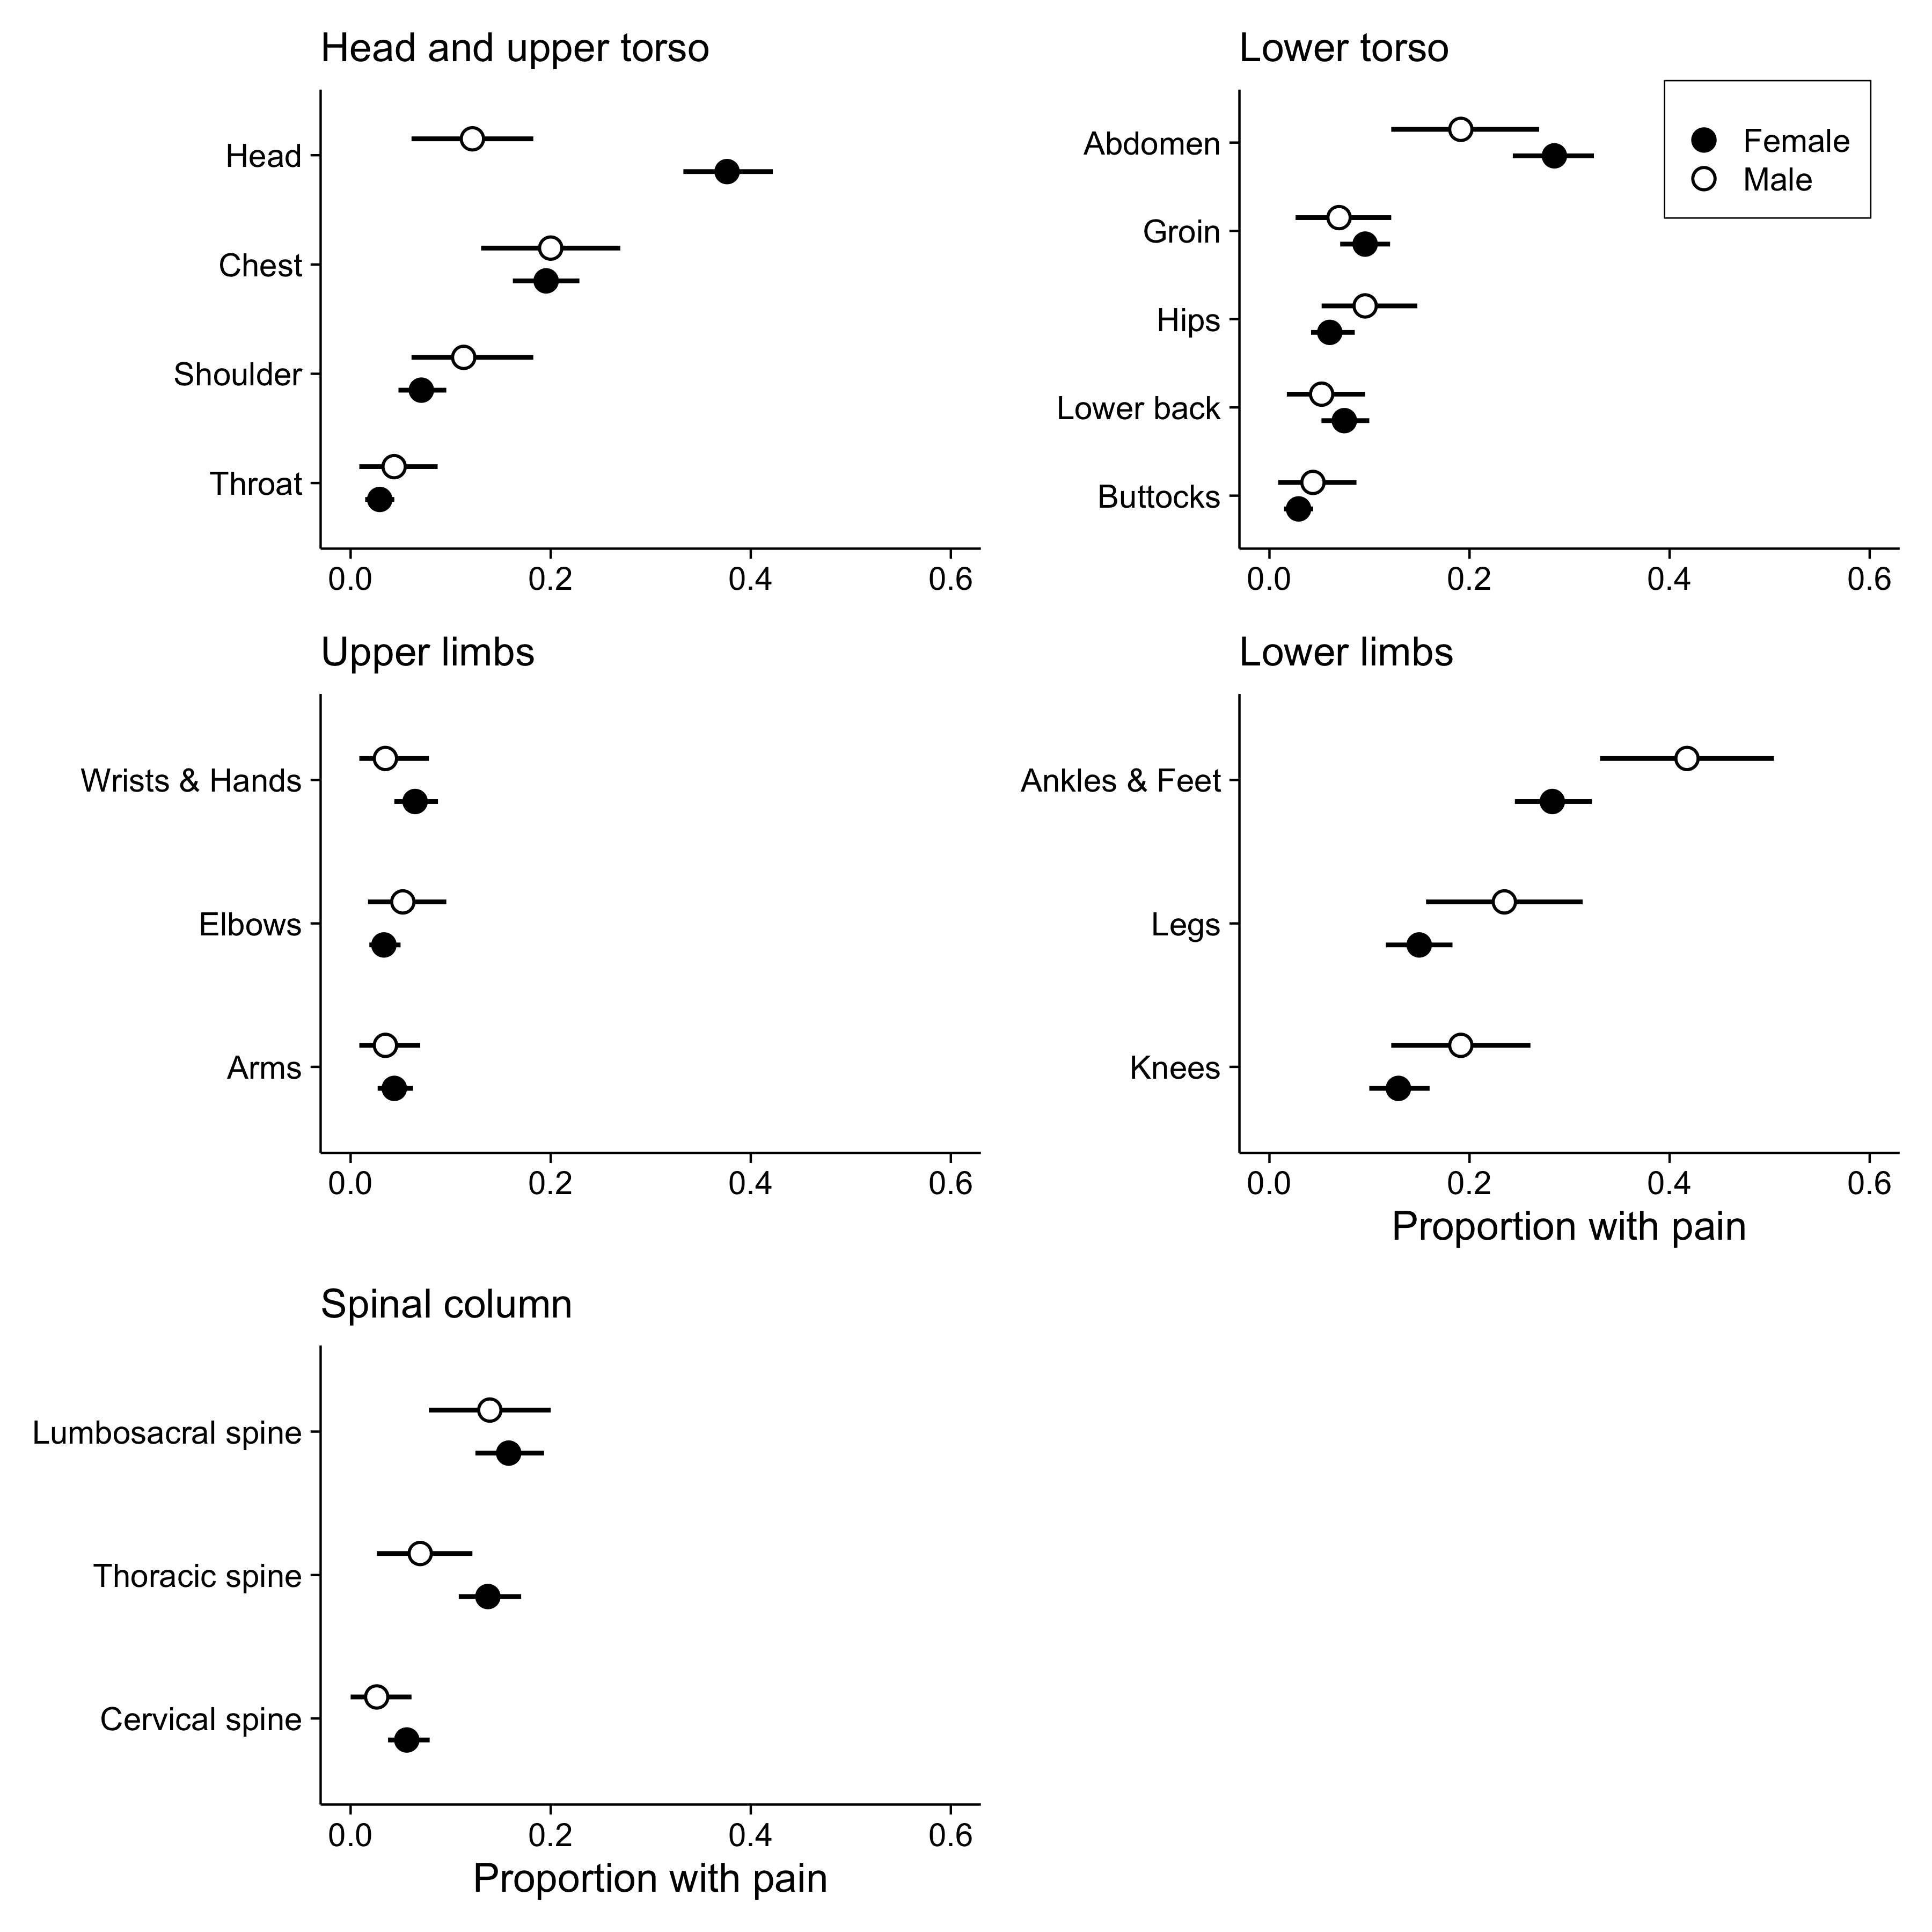 Head and upper torso
Head
Chest
Shoulder
Throat
0.0 0.2 0.4 0.6
Lower torso
Female
Male
Abdomen
Groin
Hips
Lower back
Buttocks
0.0 0.2 0.4 0.6
Upper limbs
Wrists & Hands
Elbows
Arms
0.0 0.2 0.4 0.6
Lower limbs
Ankles & Feet
Legs
Knees
0.0 0.2 0.4 0.6
Proportion with pain
Spinal column
Lumbosacral spine
Thoracic spine
Cervical spine
0.0 0.2 0.4 0.6
Proportion with pain